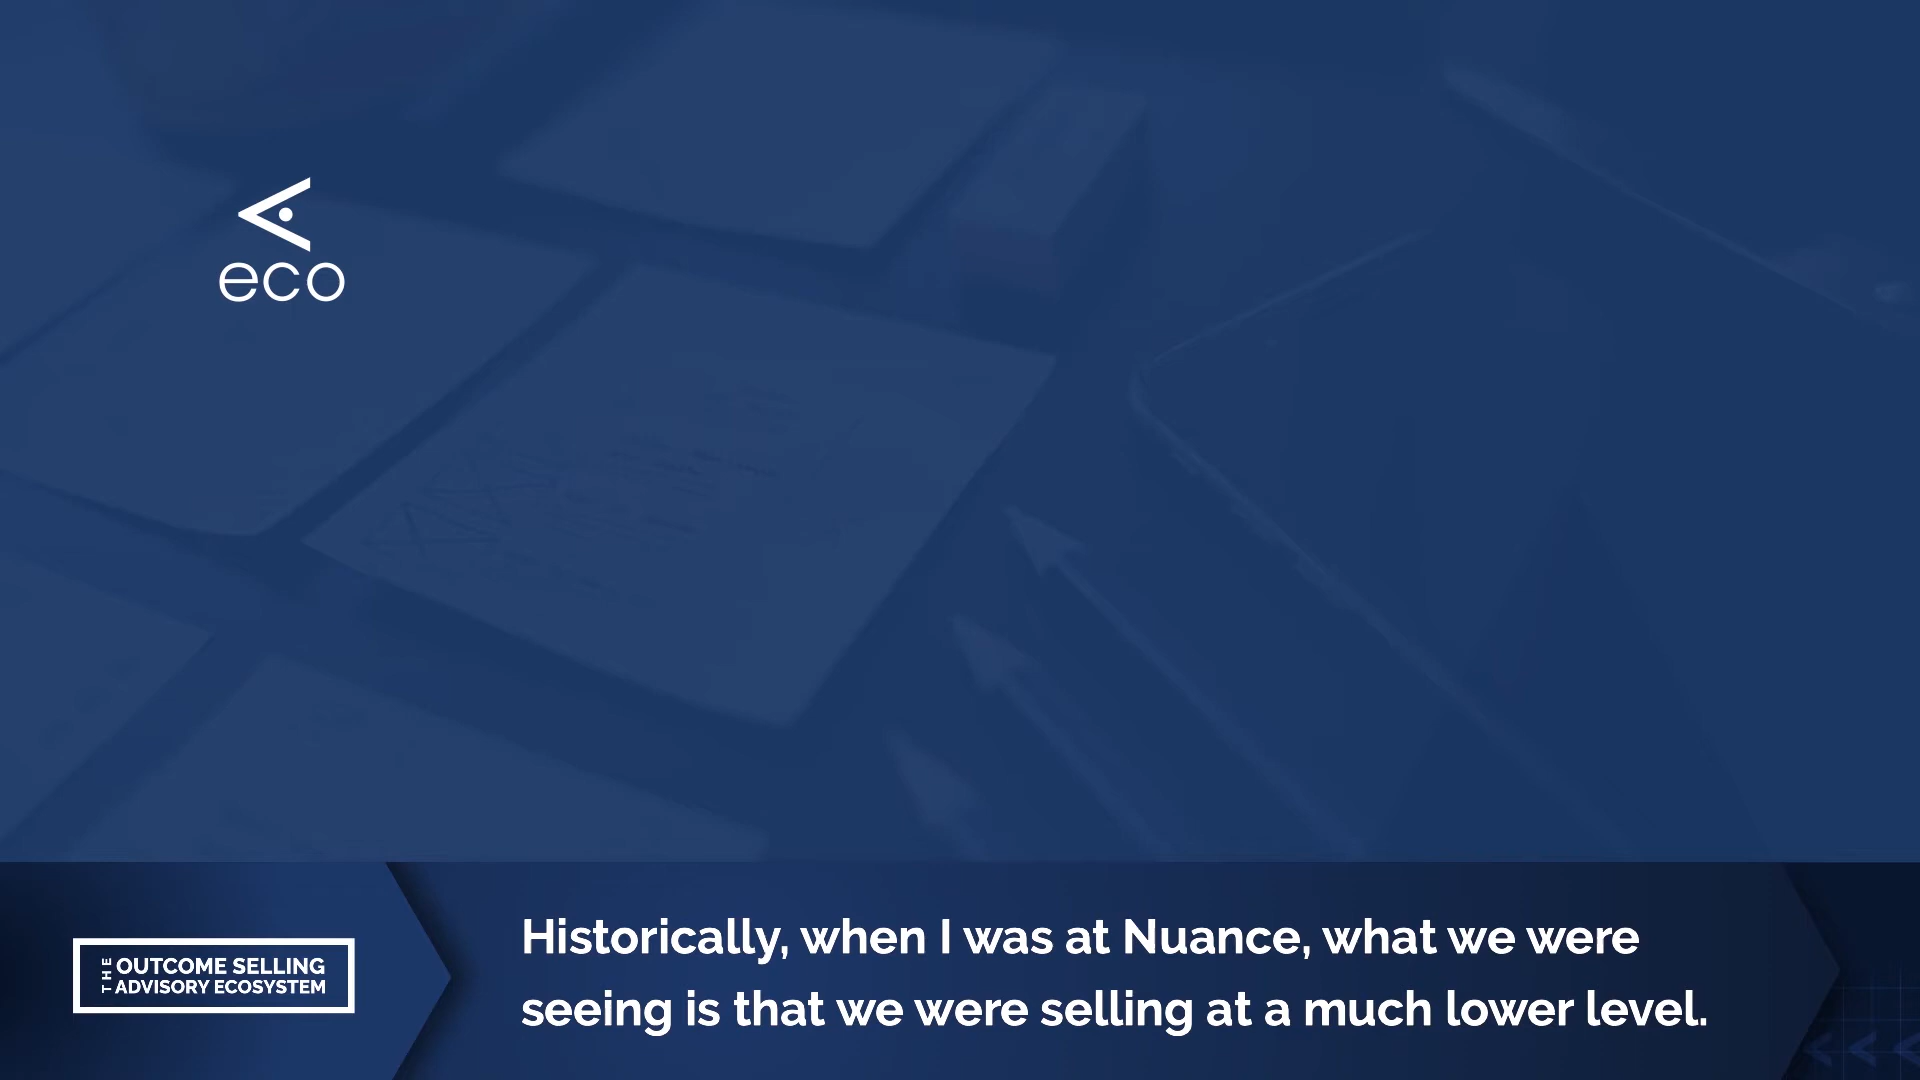 eco
THE
OUTCOME SELLING
ADVISORY ECOSYSTEM
Historically, when I was at Nuance, what we were
seeing is that we were selling at a much lower level.